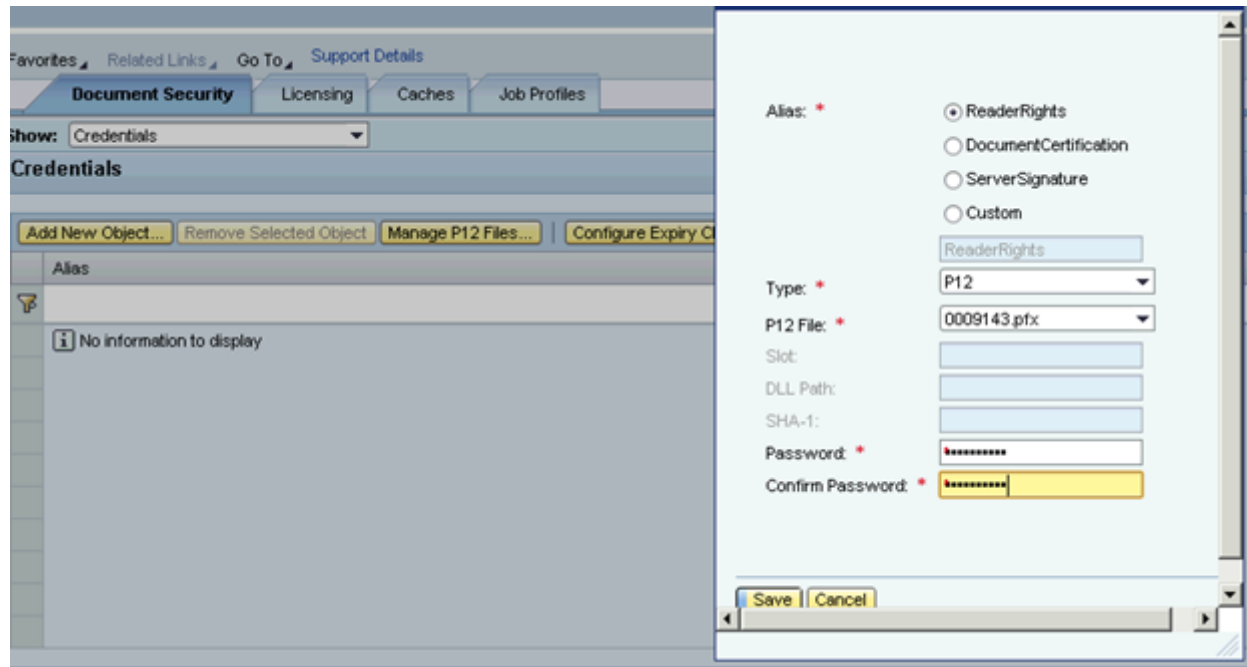 Favorites Related Links Go To Support Details
Document Security Licensing Caches Job Profiles
Show: Credentials
Credentials
Add New Object... Remove Selected Object Manage P12 Files... Configure Expiry
Alias
No information to display
Alias: * ReaderRights
DocumentCertification
ServerSignature
Custom
ReaderRights
Type: * P12
P12 File: * 0009143.pfx
Slot:
DLL Path:
SHA-1:
Password: * ••••••••••
Confirm Password: * ••••••••••
Save Cancel